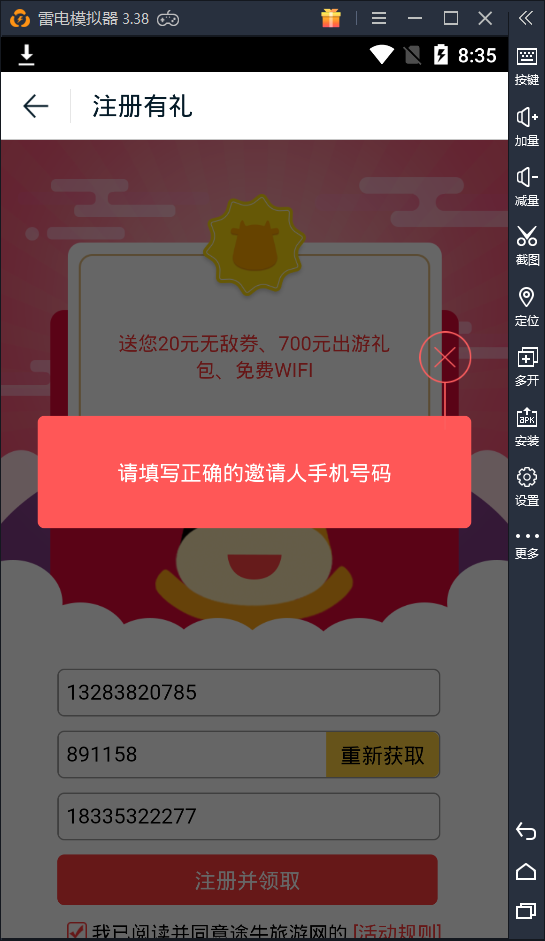 雷电模拟器 3.38
8:35
注册有礼
送您20元无敌券、700元出游礼
包、免费WIFI
请填写正确的邀请人手机号码
13283820785
891158
重新获取
18335322277
注册并领取
我已阅读并同意途牛旅游网的 [活动规则]
按键
加量
减量
截图
定位
多开
APK
安装
设置
更多